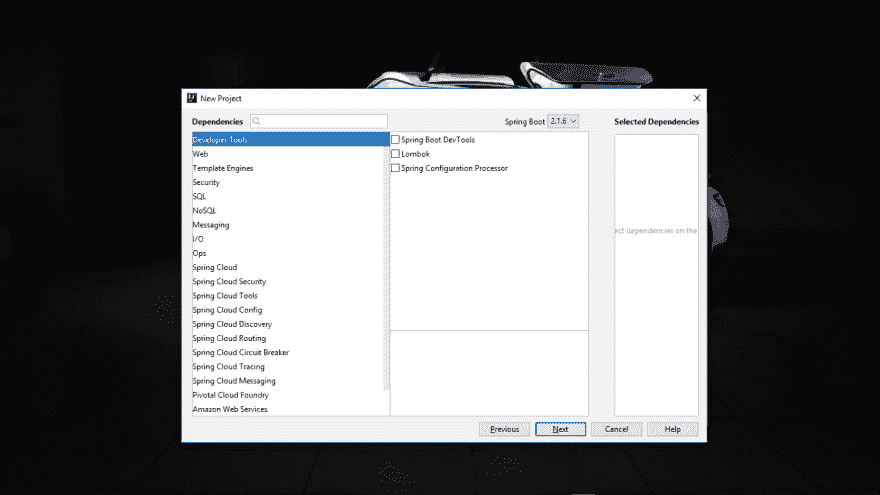 New Project
Dependencies
Spring Boot 2.1.6
Selected Dependencies
Developer Tools
Web
Template Engines
Security
SQL
NoSQL
Messaging
I/O
Ops
Spring Cloud
Spring Cloud Security
Spring Cloud Tools
Spring Cloud Config
Spring Cloud Discovery
Spring Cloud Routing
Spring Cloud Circuit Breaker
Spring Cloud Tracing
Spring Cloud Messaging
Pivotal Cloud Foundry
Amazon Web Services
Spring Boot DevTools
Lombok
Spring Configuration Processor
ect dependencies on the
Previous
Next
Cancel
Help